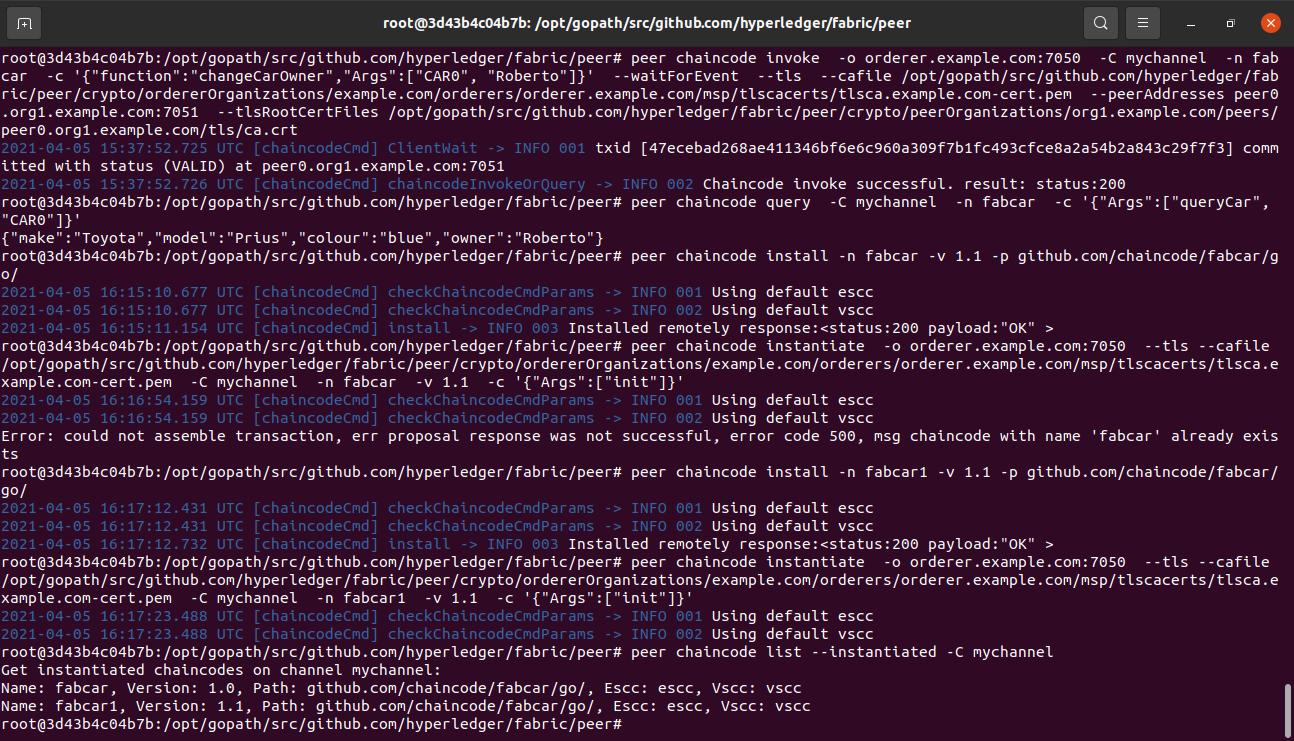 root@3d43b4c04b7b: /opt/gopath/src/github.com/hyperledger/fabric/peer
root@3d43b4c04b7b:/opt/gopath/src/github.com/hyperledger/fabric/peer# peer chaincode invoke  -o orderer.example.com:7050  -C mychannel  -n fab
car  -c '{"function":"changeCarOwner","Args":["CAR0", "Roberto"]}'  --waitForEvent  --tls  --cafile /opt/gopath/src/github.com/hyperledger/fab
ric/peer/crypto/ordererOrganizations/example.com/orderers/orderer.example.com/msp/tlscacerts/tlsca.example.com-cert.pem  --peerAddresses peer0
.org1.example.com:7051  --tlsRootCertFiles /opt/gopath/src/github.com/hyperledger/fabric/peer/crypto/peerOrganizations/org1.example.com/peers/
peer0.org1.example.com/tls/ca.crt
2021-04-05 15:37:52.725 UTC [chaincodeCmd] ClientWait -> INFO 001 txid [47ecebad268ae411346bf6e6c960a309f7b1fc493cfce8a2a54b2a843c29f7f3] comm
itted with status (VALID) at peer0.org1.example.com:7051
2021-04-05 15:37:52.726 UTC [chaincodeCmd] chaincodeInvokeOrQuery -> INFO 002 Chaincode invoke successful. result: status:200
root@3d43b4c04b7b:/opt/gopath/src/github.com/hyperledger/fabric/peer# peer chaincode query  -C mychannel  -n fabcar  -c '{"Args":["queryCar",
"CAR0"]}'
{"make":"Toyota","model":"Prius","colour":"blue","owner":"Roberto"}
root@3d43b4c04b7b:/opt/gopath/src/github.com/hyperledger/fabric/peer# peer chaincode install -n fabcar -v 1.1 -p github.com/chaincode/fabcar/g
o/
2021-04-05 16:15:10.677 UTC [chaincodeCmd] checkChaincodeCmdParams -> INFO 001 Using default escc
2021-04-05 16:15:10.677 UTC [chaincodeCmd] checkChaincodeCmdParams -> INFO 002 Using default vscc
2021-04-05 16:15:11.154 UTC [chaincodeCmd] install -> INFO 003 Installed remotely response:<status:200 payload:"OK" >
root@3d43b4c04b7b:/opt/gopath/src/github.com/hyperledger/fabric/peer# peer chaincode instantiate  -o orderer.example.com:7050  --tls --cafile
/opt/gopath/src/github.com/hyperledger/fabric/peer/crypto/ordererOrganizations/example.com/orderers/orderer.example.com/msp/tlscacerts/tlsca.e
xample.com-cert.pem  -C mychannel  -n fabcar  -v 1.1  -c '{"Args":["init"]}'
2021-04-05 16:16:54.159 UTC [chaincodeCmd] checkChaincodeCmdParams -> INFO 001 Using default escc
2021-04-05 16:16:54.159 UTC [chaincodeCmd] checkChaincodeCmdParams -> INFO 002 Using default vscc
Error: could not assemble transaction, err proposal response was not successful, error code 500, msg chaincode with name 'fabcar' already exis
ts
root@3d43b4c04b7b:/opt/gopath/src/github.com/hyperledger/fabric/peer# peer chaincode install -n fabcar1 -v 1.1 -p github.com/chaincode/fabcar/
go/
2021-04-05 16:17:12.431 UTC [chaincodeCmd] checkChaincodeCmdParams -> INFO 001 Using default escc
2021-04-05 16:17:12.431 UTC [chaincodeCmd] checkChaincodeCmdParams -> INFO 002 Using default vscc
2021-04-05 16:17:12.732 UTC [chaincodeCmd] install -> INFO 003 Installed remotely response:<status:200 payload:"OK" >
root@3d43b4c04b7b:/opt/gopath/src/github.com/hyperledger/fabric/peer# peer chaincode instantiate  -o orderer.example.com:7050  --tls --cafile
/opt/gopath/src/github.com/hyperledger/fabric/peer/crypto/ordererOrganizations/example.com/orderers/orderer.example.com/msp/tlscacerts/tlsca.e
xample.com-cert.pem  -C mychannel  -n fabcar1  -v 1.1  -c '{"Args":["init"]}'
2021-04-05 16:17:23.488 UTC [chaincodeCmd] checkChaincodeCmdParams -> INFO 001 Using default escc
2021-04-05 16:17:23.488 UTC [chaincodeCmd] checkChaincodeCmdParams -> INFO 002 Using default vscc
root@3d43b4c04b7b:/opt/gopath/src/github.com/hyperledger/fabric/peer# peer chaincode list --instantiated -C mychannel
Get instantiated chaincodes on channel mychannel:
Name: fabcar, Version: 1.0, Path: github.com/chaincode/fabcar/go/, Escc: escc, Vscc: vscc
Name: fabcar1, Version: 1.1, Path: github.com/chaincode/fabcar/go/, Escc: escc, Vscc: vscc
root@3d43b4c04b7b:/opt/gopath/src/github.com/hyperledger/fabric/peer#